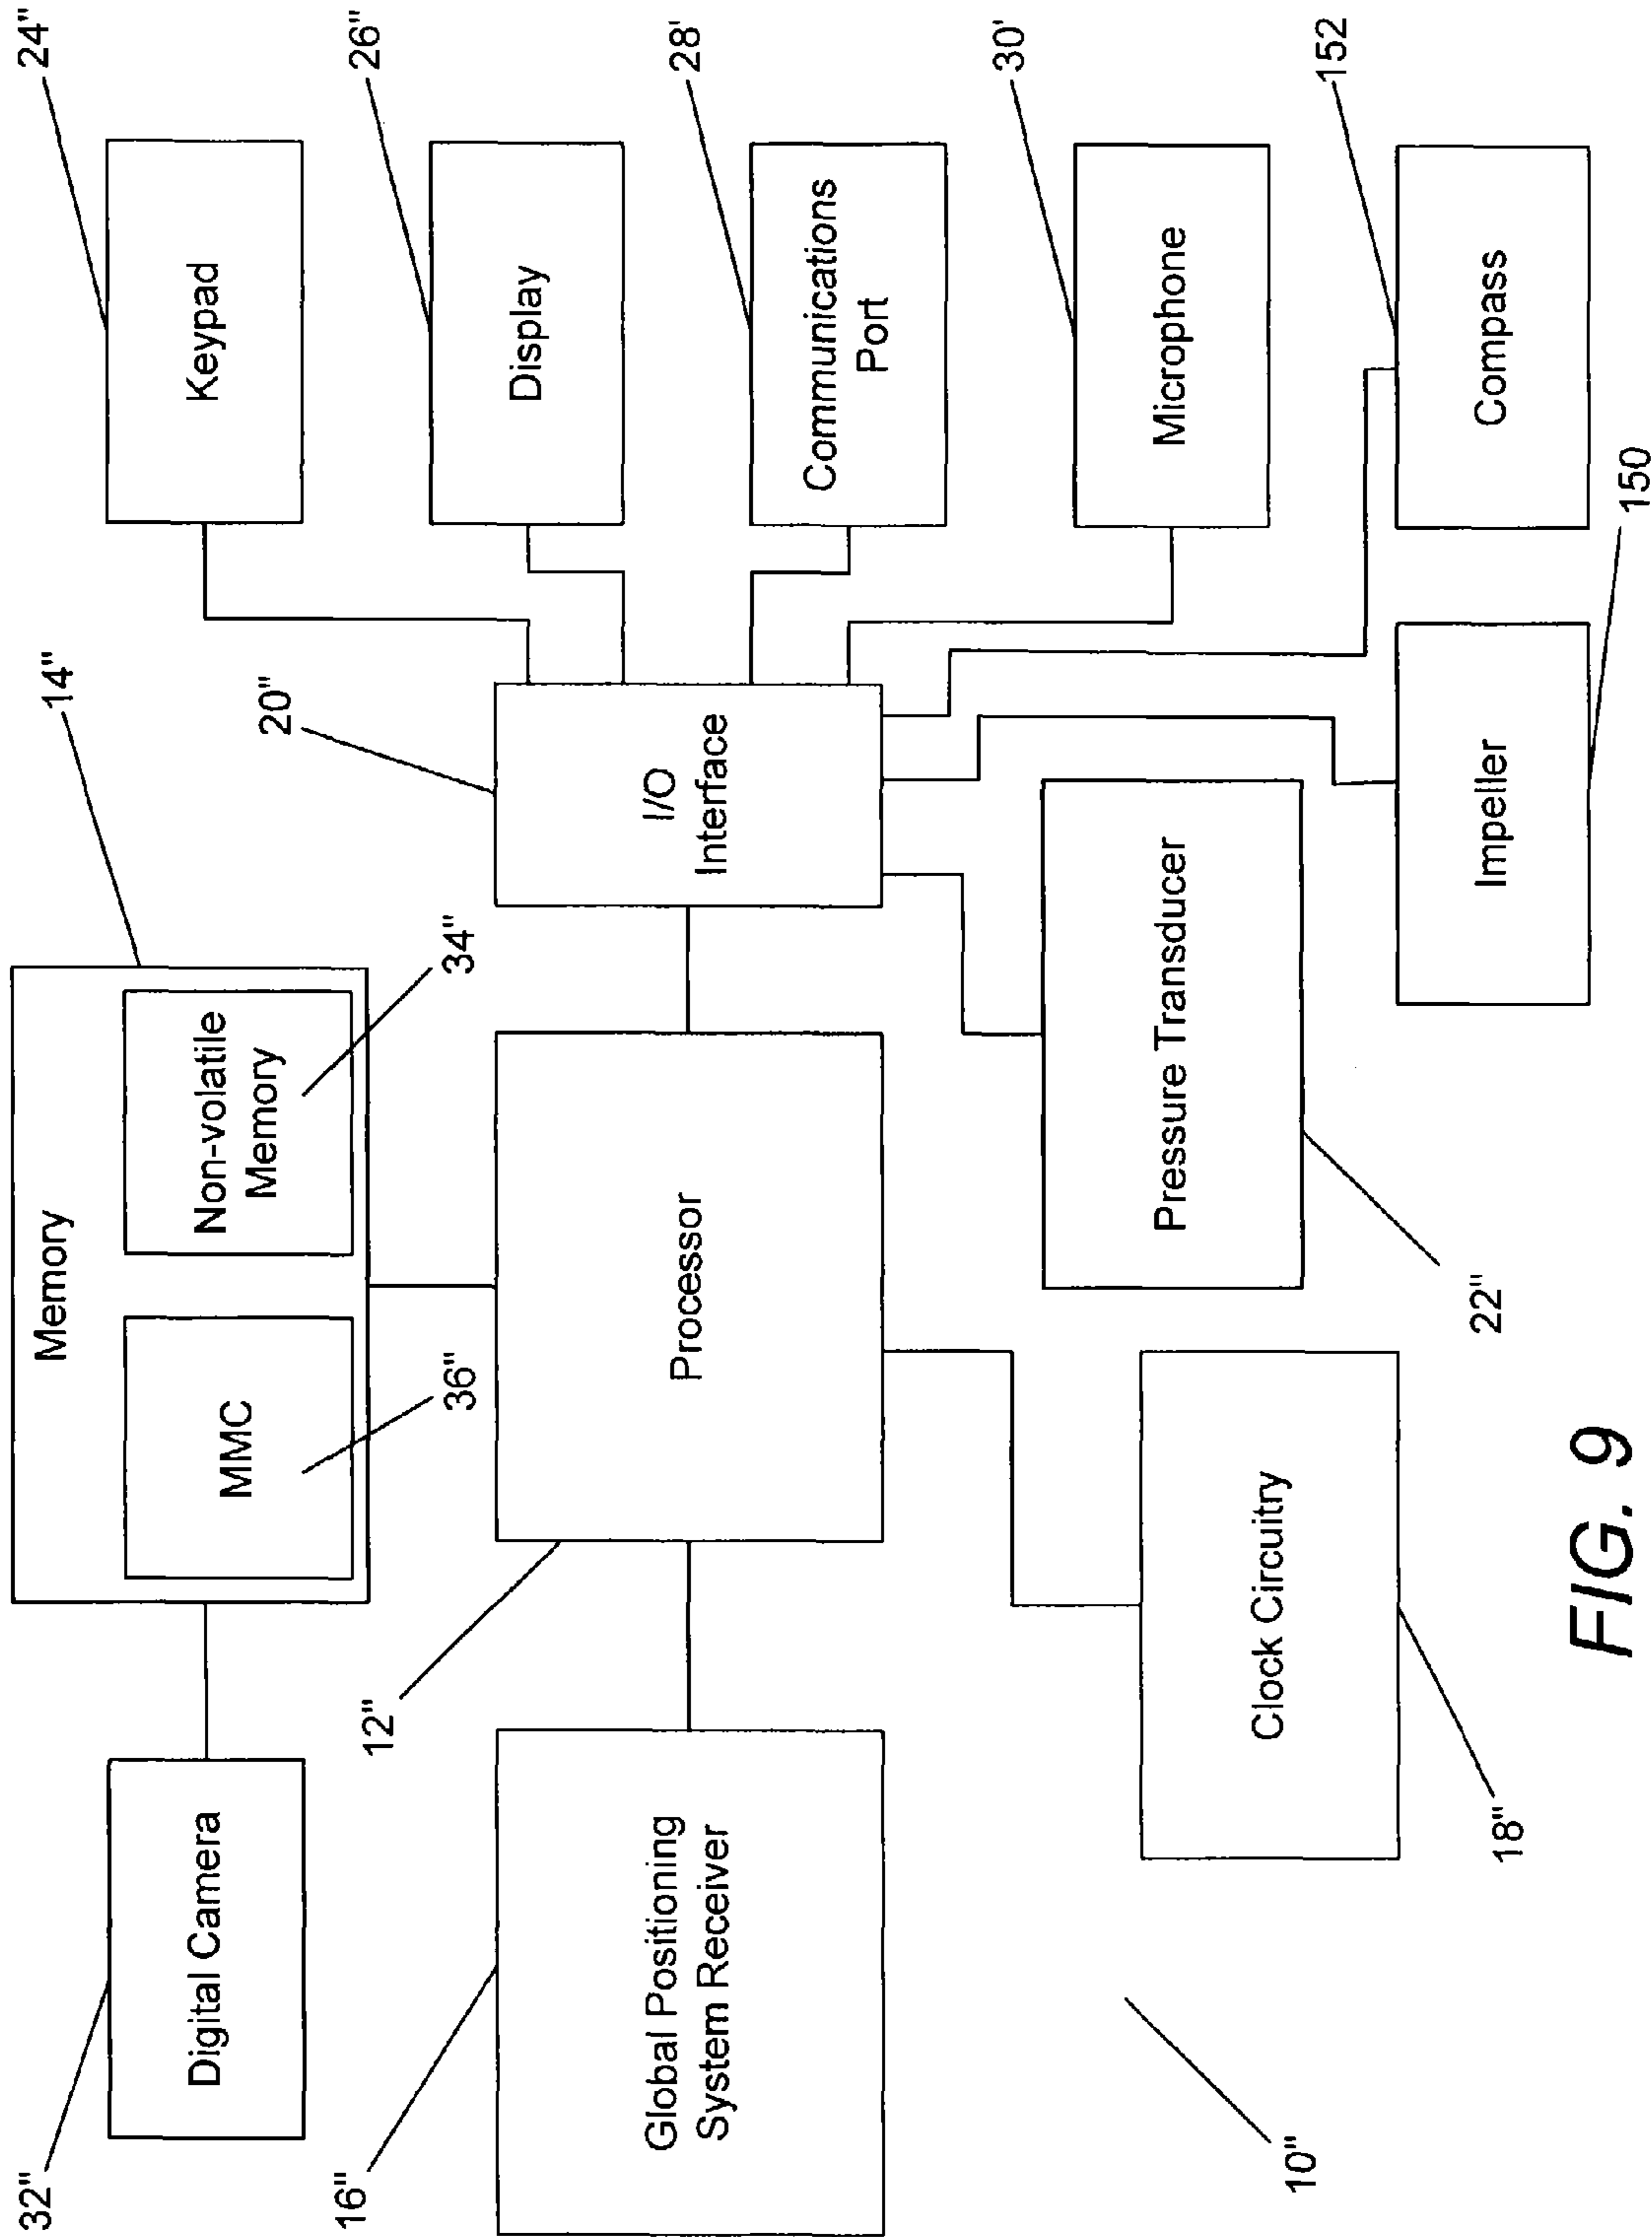 32"
Digital Camera
Memory
14"
MMC
36"
Non-volatile
Memory
34"
24"
Keypad
16"
Global Positioning
System Receiver
12"
Processor
20"
I/O
Interface
26"
Display
28'
Communications
Port
30'
Microphone
152
Compass
10"
18"
Clock Circuitry
22"
Pressure Transducer
Impeller
150
FIG. 9